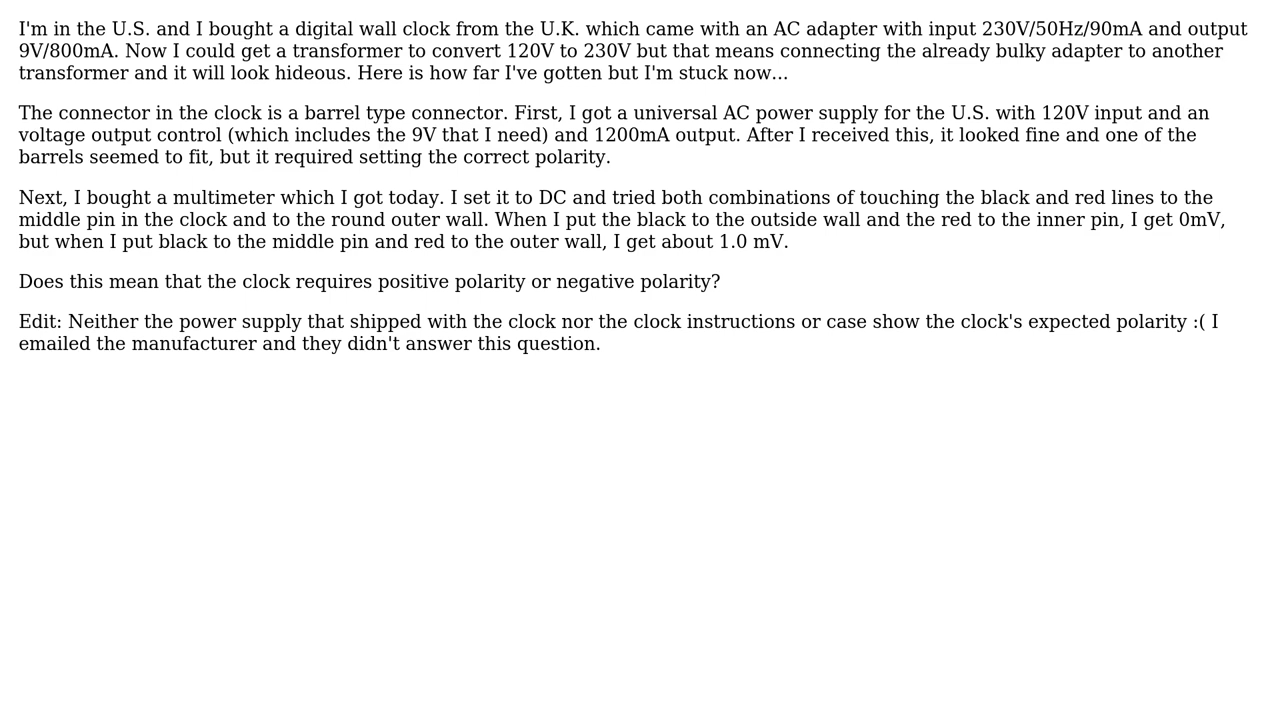 I'm in the U.S. and I bought a digital wall clock from the U.K. which came with an AC adapter with input 230V/50Hz/90mA and output
9V/800mA. Now I could get a transformer to convert 120V to 230V but that means connecting the already bulky adapter to another
transformer and it will look hideous. Here is how far I've gotten but I'm stuck now...
The connector in the clock is a barrel type connector. First, I got a universal AC power supply for the U.S. with 120V input and an
voltage output control (which includes the 9V that I need) and 1200mA output. After I received this, it looked fine and one of the
barrels seemed to fit, but it required setting the correct polarity.
Next, I bought a multimeter which I got today. I set it to DC and tried both combinations of touching the black and red lines to the
middle pin in the clock and to the round outer wall. When I put the black to the outside wall and the red to the inner pin, I get 0mV,
but when I put black to the middle pin and red to the outer wall, I get about 1.0 mV.
Does this mean that the clock requires positive polarity or negative polarity?
Edit: Neither the power supply that shipped with the clock nor the clock instructions or case show the clock's expected polarity :( I
emailed the manufacturer and they didn't answer this question.